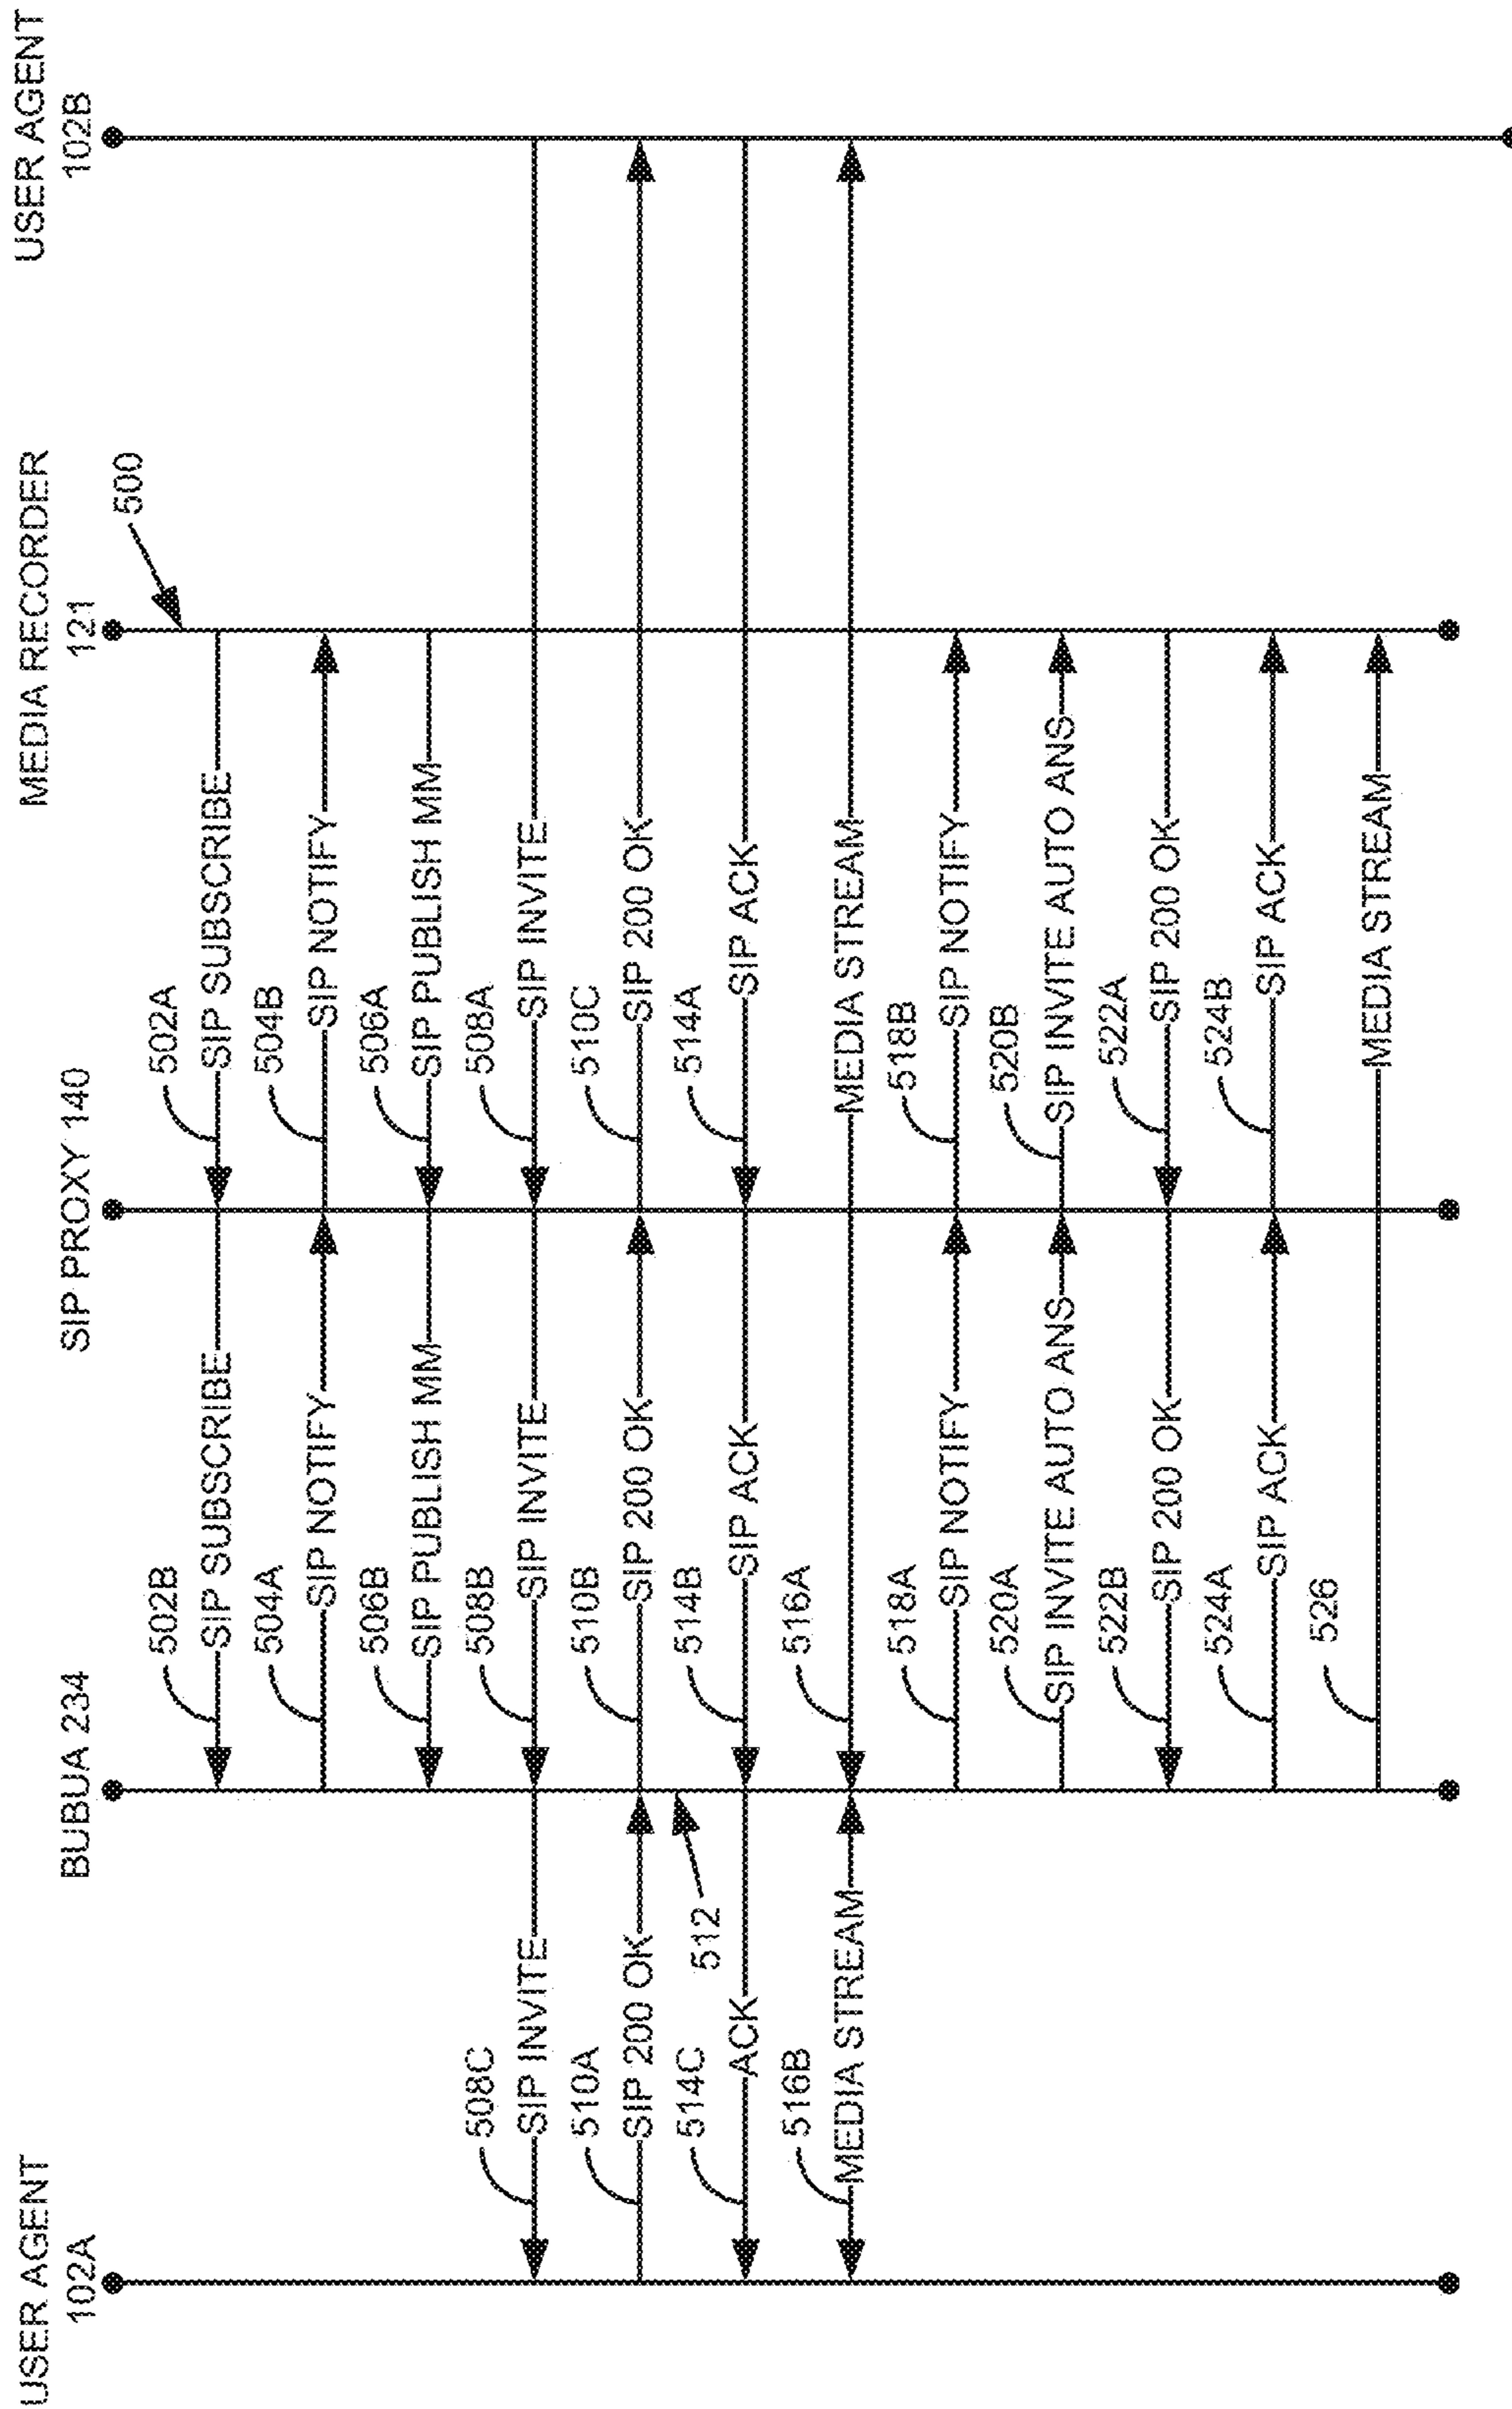 USER AGENT
102A
BUBUA 234
SIP PROXY 140
MEDIA RECORDER
121
USER AGENT
102B
500
502B
SIP SUBSCRIBE
502A
SIP SUBSCRIBE
504A
SIP NOTIFY
504B
SIP NOTIFY
506B
SIP PUBLISH MM
506A
SIP PUBLISH MM
508C
SIP INVITE
508B
SIP INVITE
508A
SIP INVITE
510A
SIP 200 OK
510B
SIP 200 OK
510C
SIP 200 OK
512
514C
ACK
514B
SIP ACK
514A
SIP ACK
516B
MEDIA STREAM
516A
MEDIA STREAM
518A
SIP NOTIFY
518B
SIP NOTIFY
520A
SIP INVITE AUTO ANS
520B
SIP INVITE AUTO ANS
522B
SIP 200 OK
522A
SIP 200 OK
524A
SIP ACK
524B
SIP ACK
526
MEDIA STREAM